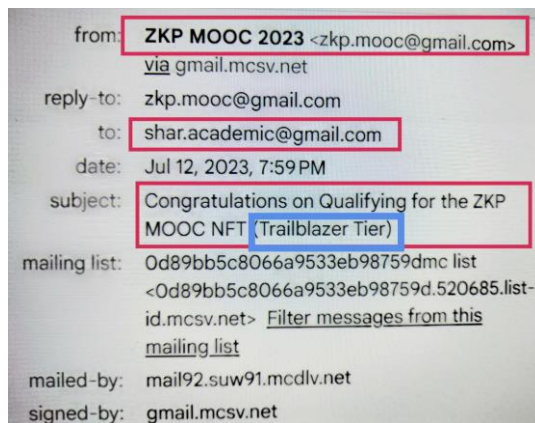 from: ZKP MOOC 2023 <zkp.mooc@gmail.com>
via gmail.mcsv.net
reply-to: zkp.mooc@gmail.com
to: shar.academic@gmail.com
date: Jul 12, 2023, 7:59 PM
subject: Congratulations on Qualifying for the ZKP
MOOC NFT (Trailblazer Tier)
mailing list: 0d89bb5c8066a9533eb98759dmc list
<0d89bb5c8066a9533eb98759d.520685.list-
id.mcsv.net> Filter messages from this
mailing list
mailed-by: mail92.suw91.mcdlv.net
signed-by: gmail.mcsv.net